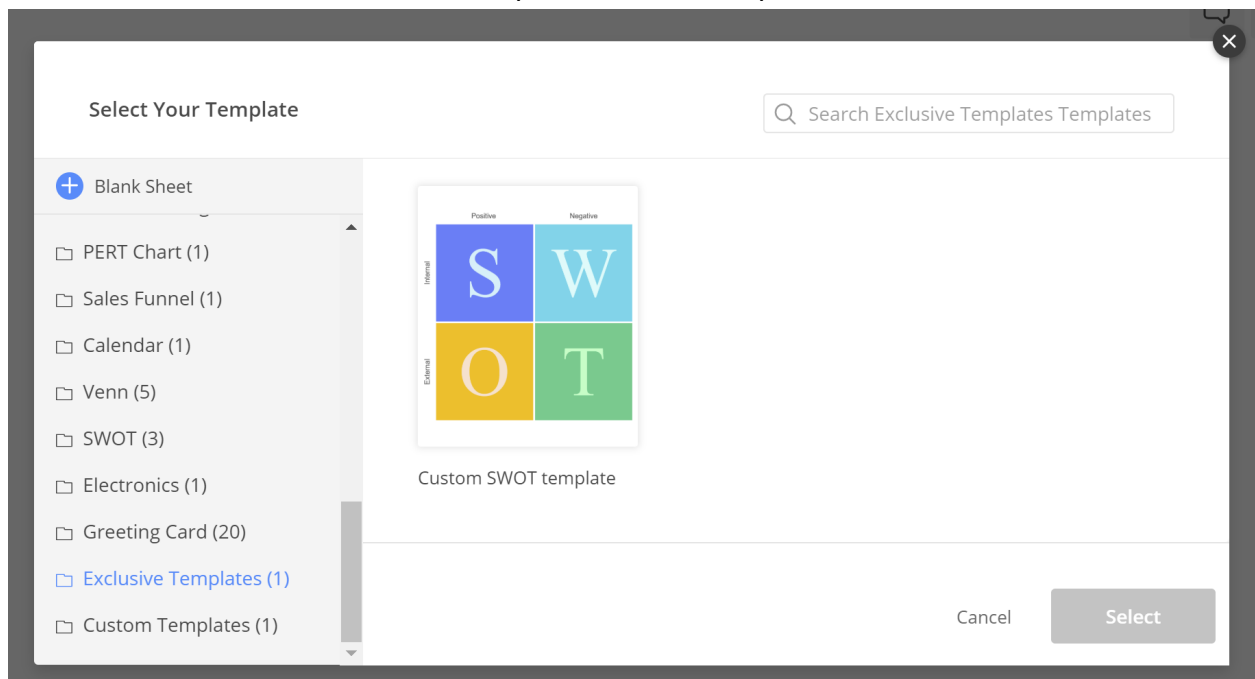 Select Your Template
Search Exclusive Templates Templates
Blank Sheet
PERT Chart (1)
Sales Funnel (1)
Calendar (1)
Venn (5)
SWOT (3)
Electronics (1)
Greeting Card (20)
Exclusive Templates (1)
Custom Templates (1)
Positive Negative
Internal
S W
External
O T
Custom SWOT template
Cancel Select